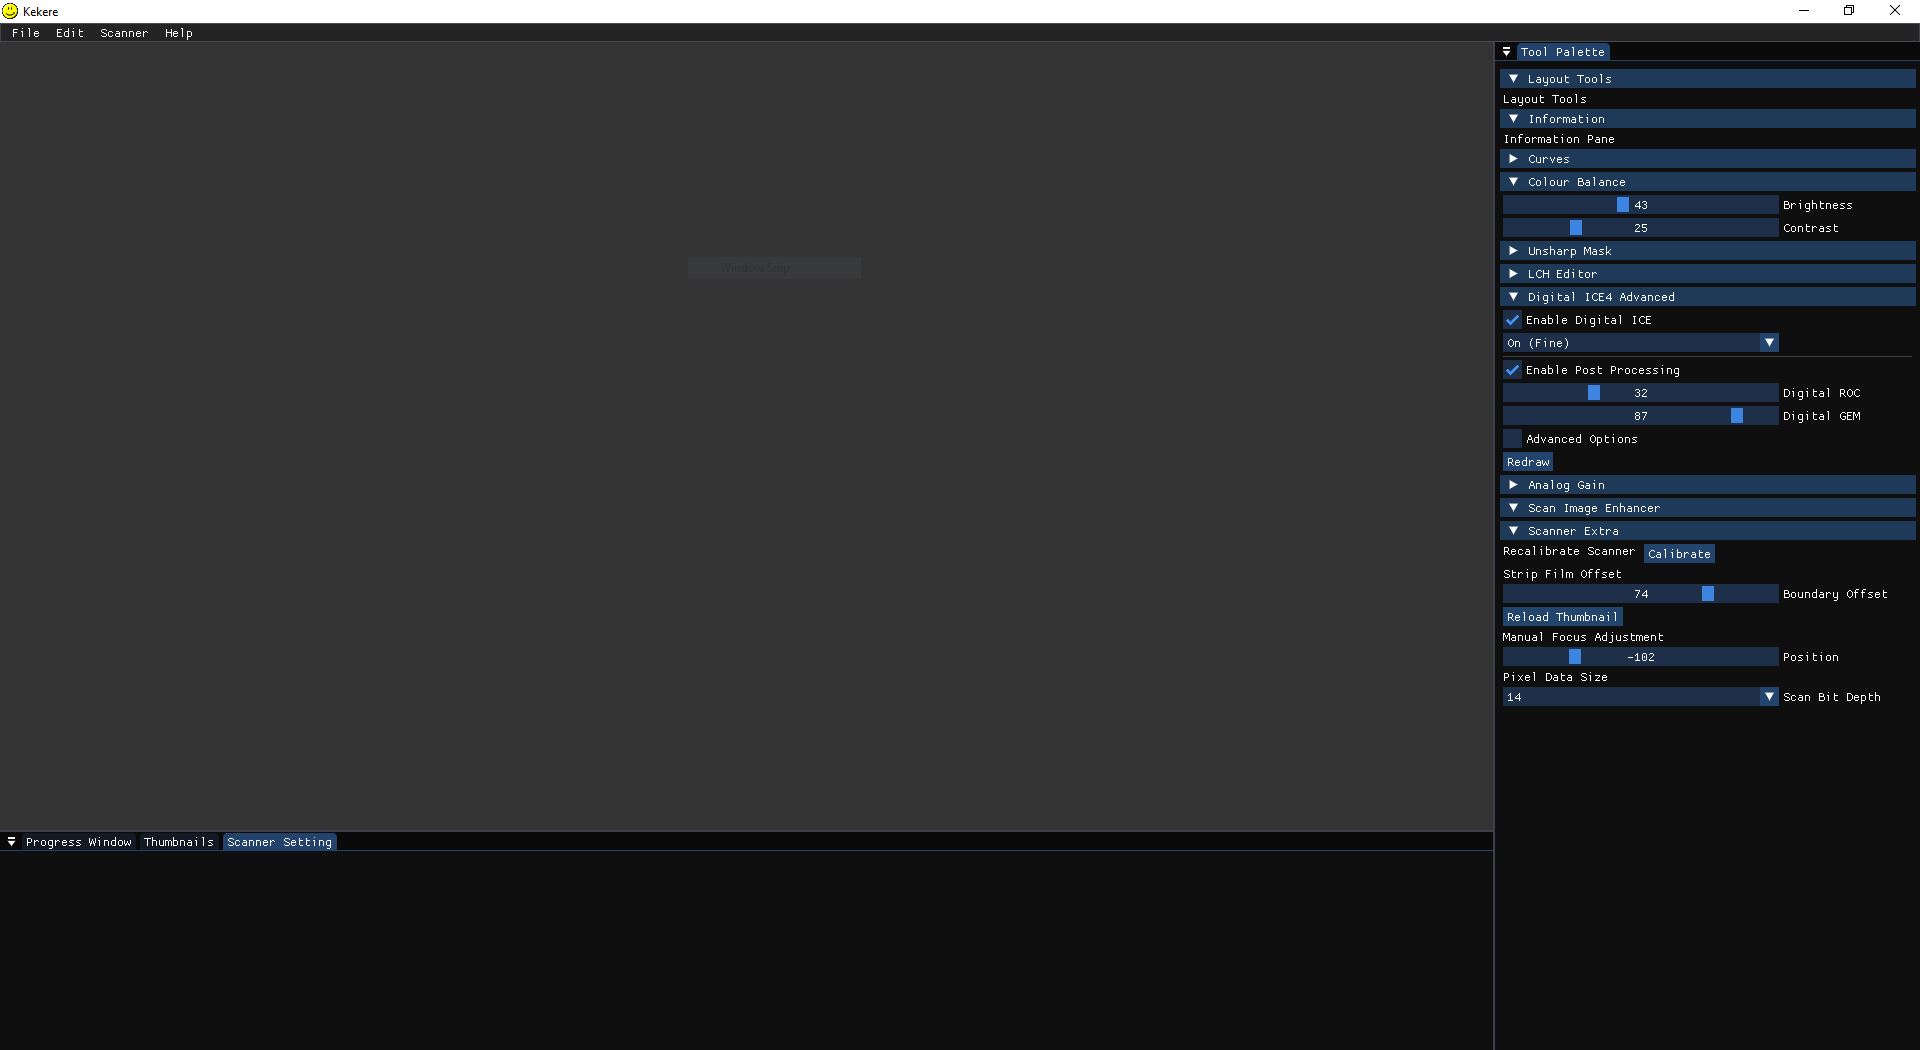 Kekere
File Edit Scanner Help
Tool Palette
Layout Tools
Layout Tools
Information
Information Pane
Curves
Colour Balance
43 Brightness
25 Contrast
Unsharp Mask
LCH Editor
Digital ICE4 Advanced
Enable Digital ICE
On (Fine)
Enable Post Processing
32 Digital ROC
87 Digital GEM
Advanced Options
Redraw
Analog Gain
Scan Image Enhancer
Scanner Extra
Recalibrate Scanner Calibrate
Strip Film Offset
74 Boundary Offset
Reload Thumbnail
Manual Focus Adjustment
-102 Position
Pixel Data Size
14 Scan Bit Depth
Window Snip
Progress Window Thumbnails Scanner Setting